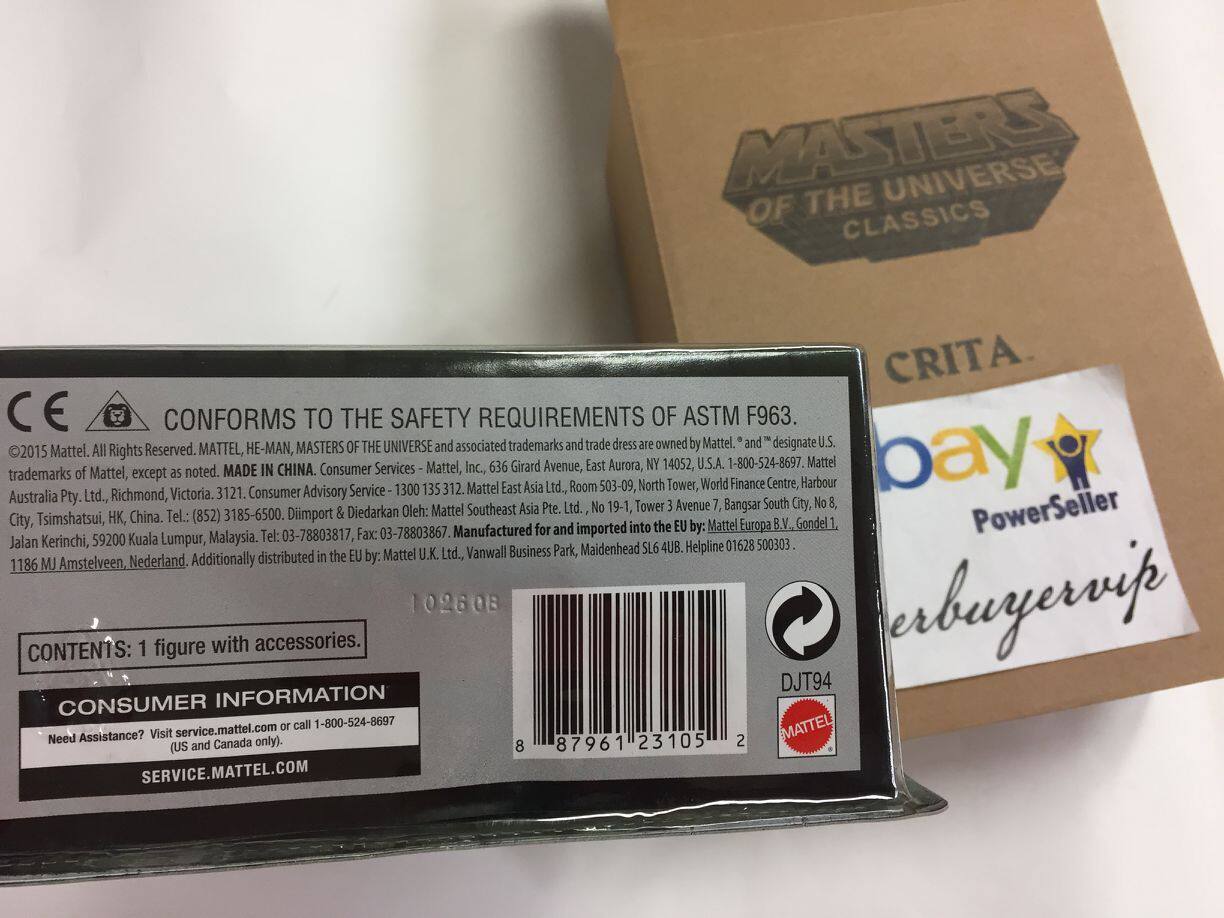 MASTERS
OF THE UNIVERSE
CLASSICS
CRITA™
bay
PowerSeller
erbuyervip
CE CONFORMS TO THE SAFETY REQUIREMENTS OF ASTM F963.
©2015 Mattel. All Rights Reserved. MATTEL, HE-MAN, MASTERS OF THE UNIVERSE and associated trademarks and trade dress are owned by Mattel. ® and ™ designate U.S.
trademarks of Mattel, except as noted. MADE IN CHINA. Consumer Services - Mattel, Inc., 636 Girard Avenue, East Aurora, NY 14052, U.S.A. 1-800-524-8697. Mattel
Australia Pty. Ltd., Richmond, Victoria. 3121. Consumer Advisory Service - 1300 135 312. Mattel East Asia Ltd., Room 503-09, North Tower, World Finance Centre, Harbour
City, Tsimshatsui, HK, China. Tel.: (852) 3185-6500. Diimport & Diedarkan Oleh: Mattel Southeast Asia Pte. Ltd. , No 19-1, Tower 3 Avenue 7, Bangsar South City, No 8,
Jalan Kerinchi, 59200 Kuala Lumpur, Malaysia. Tel: 03-78803817, Fax: 03-78803867. Manufactured for and imported into the EU by: Mattel Europa B.V., Gondel 1,
1186 MJ Amstelveen, Nederland. Additionally distributed in the EU by: Mattel U.K. Ltd., Vanwall Business Park, Maidenhead SL6 4UB. Helpline 01628 500303 .
CONTENTS: 1 figure with accessories.
CONSUMER INFORMATION
Need Assistance? Visit service.mattel.com or call 1-800-524-8697
(US and Canada only).
SERVICE.MATTEL.COM
8 87961 23105 2
DJT94
MATTEL
®